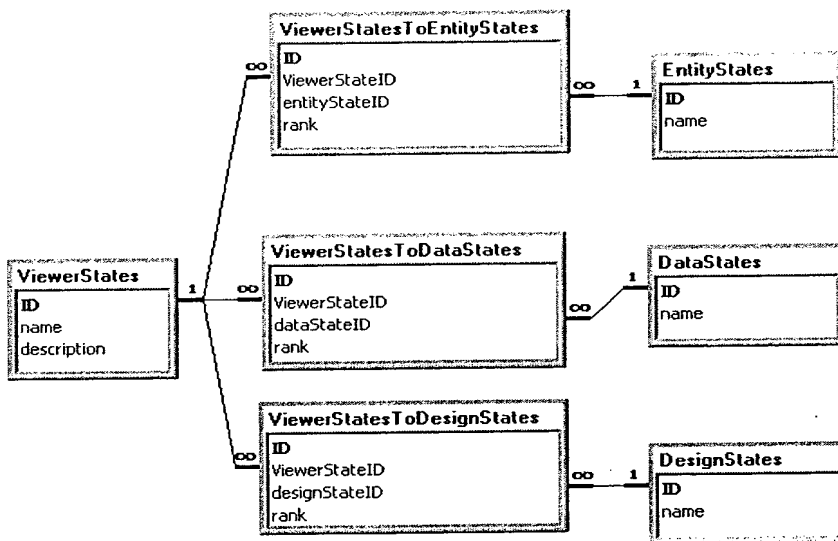 ViewerStatesToEntityStates
ID
ViewerStateID
entityStateID
rank
∞
∞
1
EntityStates
ID
name
ViewerStates
ID
name
description
1
∞
ViewerStatesToDataStates
ID
ViewerStateID
dataStateID
rank
∞
1
DataStates
ID
name
∞
ViewerStatesToDesignStates
ID
ViewerStateID
designStateID
rank
∞
1
DesignStates
ID
name